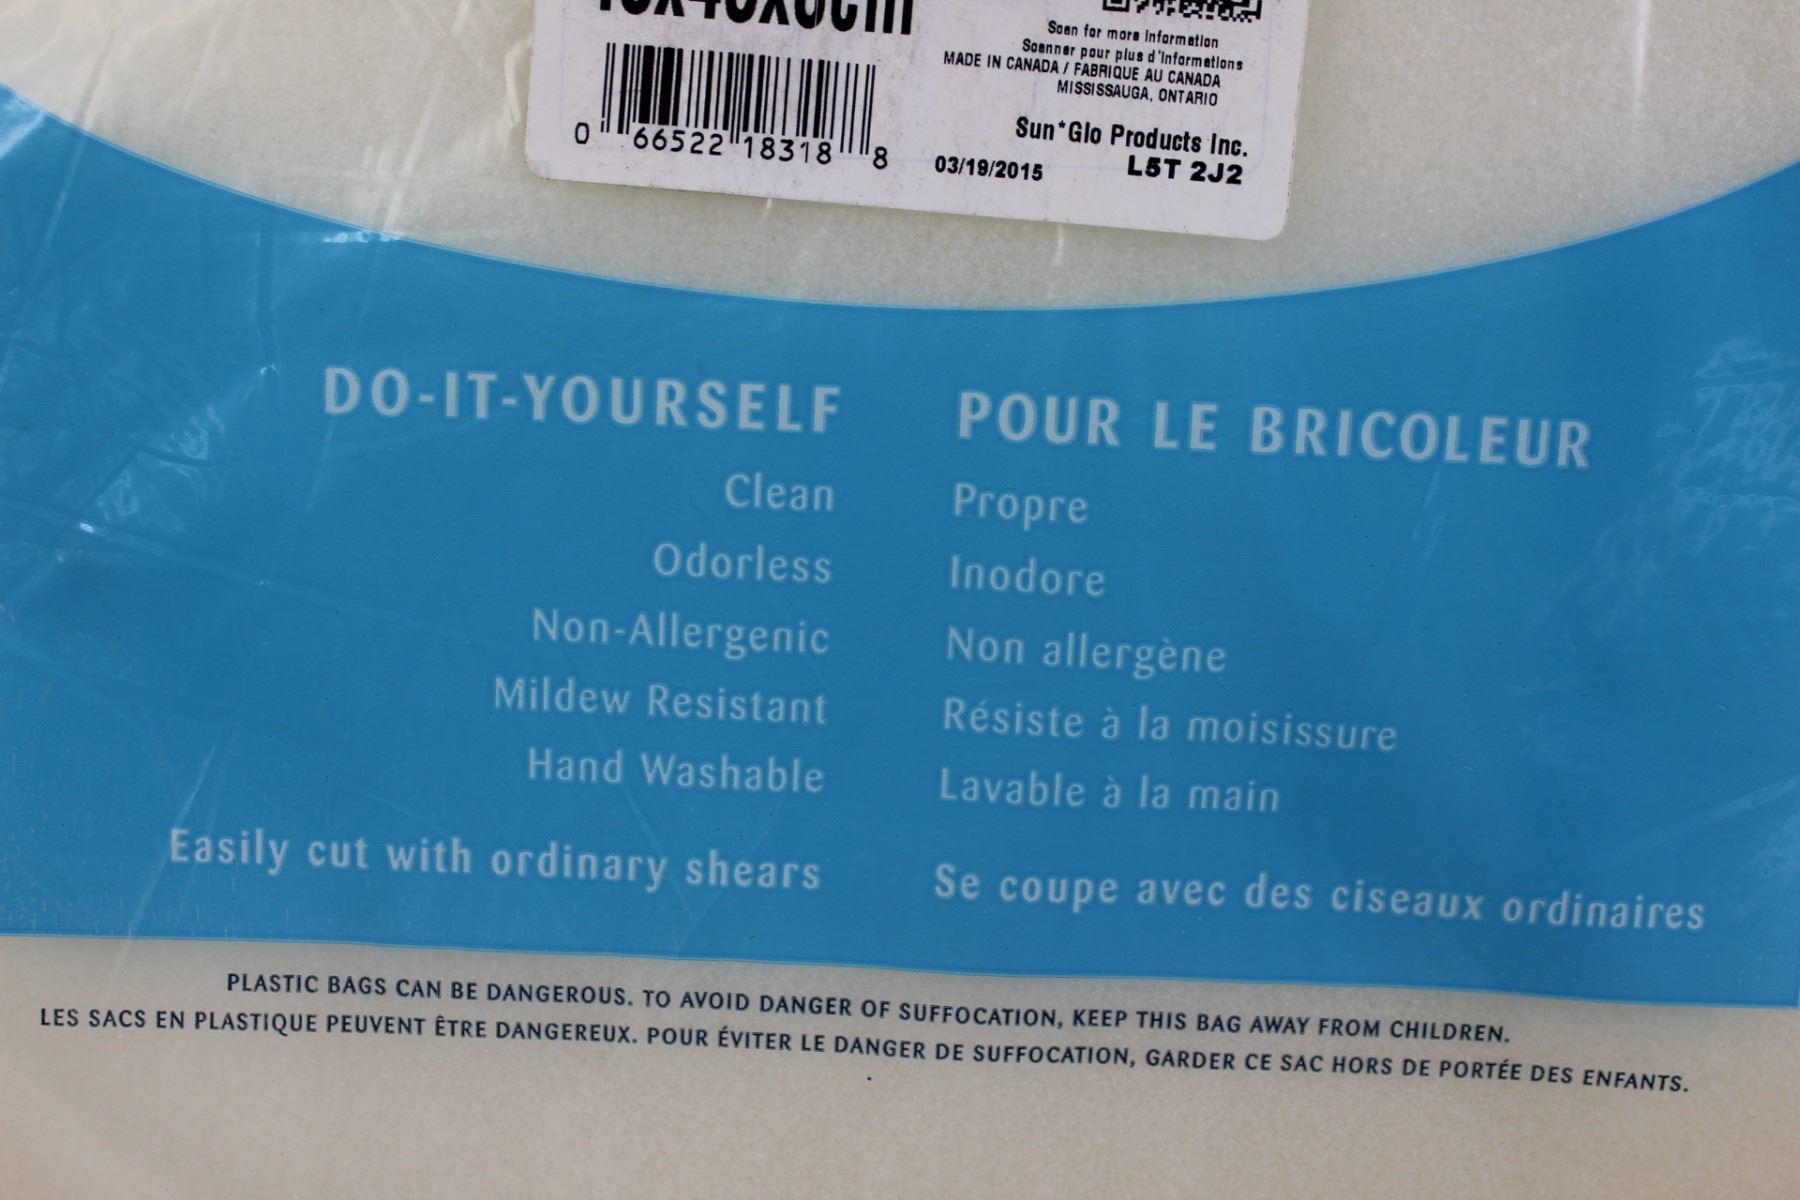 Scan for more Information
Scanner pour plus d'Informations
MADE IN CANADA / FABRIQUE AU CANADA
MISSISSAUGA, ONTARIO
Sun*Glo Products Inc.
03/19/2015 L5T 2J2
0 66522 18318 8
DO-IT-YOURSELF
Clean
Odorless
Non-Allergenic
Mildew Resistant
Hand Washable
Easily cut with ordinary shears
POUR LE BRICOLEUR
Propre
Inodore
Non allergène
Résiste à la moisissure
Lavable à la main
Se coupe avec des ciseaux ordinaires
PLASTIC BAGS CAN BE DANGEROUS. TO AVOID DANGER OF SUFFOCATION, KEEP THIS BAG AWAY FROM CHILDREN.
LES SACS EN PLASTIQUE PEUVENT ÊTRE DANGEREUX. POUR ÉVITER LE DANGER DE SUFFOCATION, GARDER CE SAC HORS DE PORTÉE DES ENFANTS.